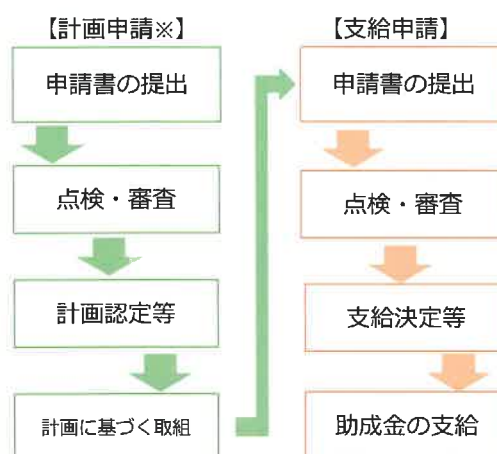 【計画申請※】
申請書の提出
点検・審査
計画認定等
計画に基づく取組
【支給申請】
申請書の提出
点検・審査
支給決定等
助成金の支給